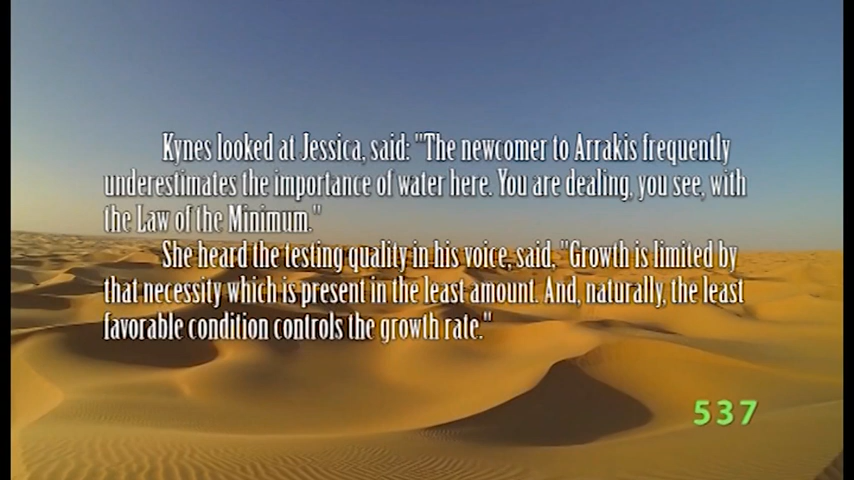 Kynes looked at Jessica, said: "The newcomer to Arrakis frequently
underestimates the importance of water here. You are dealing, you see, with
the Law of the Minimum."
She heard the testing quality in his voice, said, "Growth is limited by
that necessity which is present in the least amount. And, naturally, the least
favorable condition controls the growth rate."
537